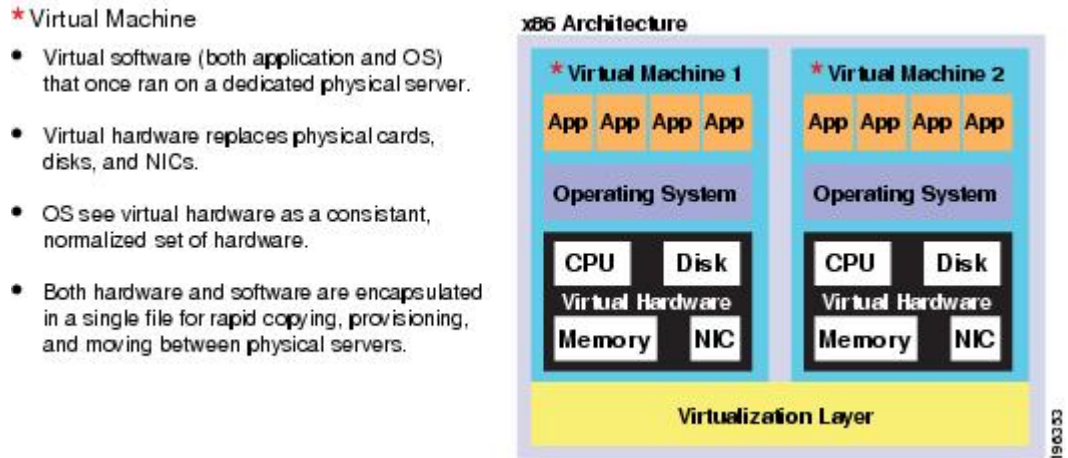 * Virtual Machine
• Virtual software (both application and OS)
that once ran on a dedicated physical server.
• Virtual hardware replaces physical cards,
disks, and NICs.
• OS see virtual hardware as a consistant,
normalized set of hardware.
• Both hardware and software are encapsulated
in a single file for rapid copying, provisioning,
and moving between physical servers.
x86 Architecture
* Virtual Machine 1
App App App App
Operating System
CPU Disk
Virtual Hardware
Memory NIC
* Virtual Machine 2
App App App App
Operating System
CPU Disk
Virtual Hardware
Memory NIC
Virtualization Layer
196353